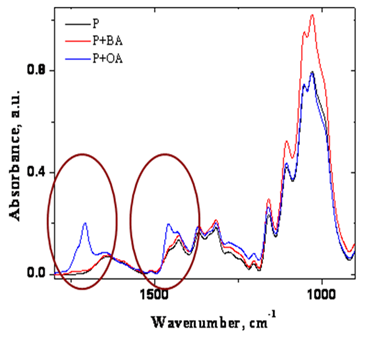 P
P+BA
P+OA
0.8
0.4
0.0
Absorbance, a.u.
1500
1000
Wavenumber, cm-1